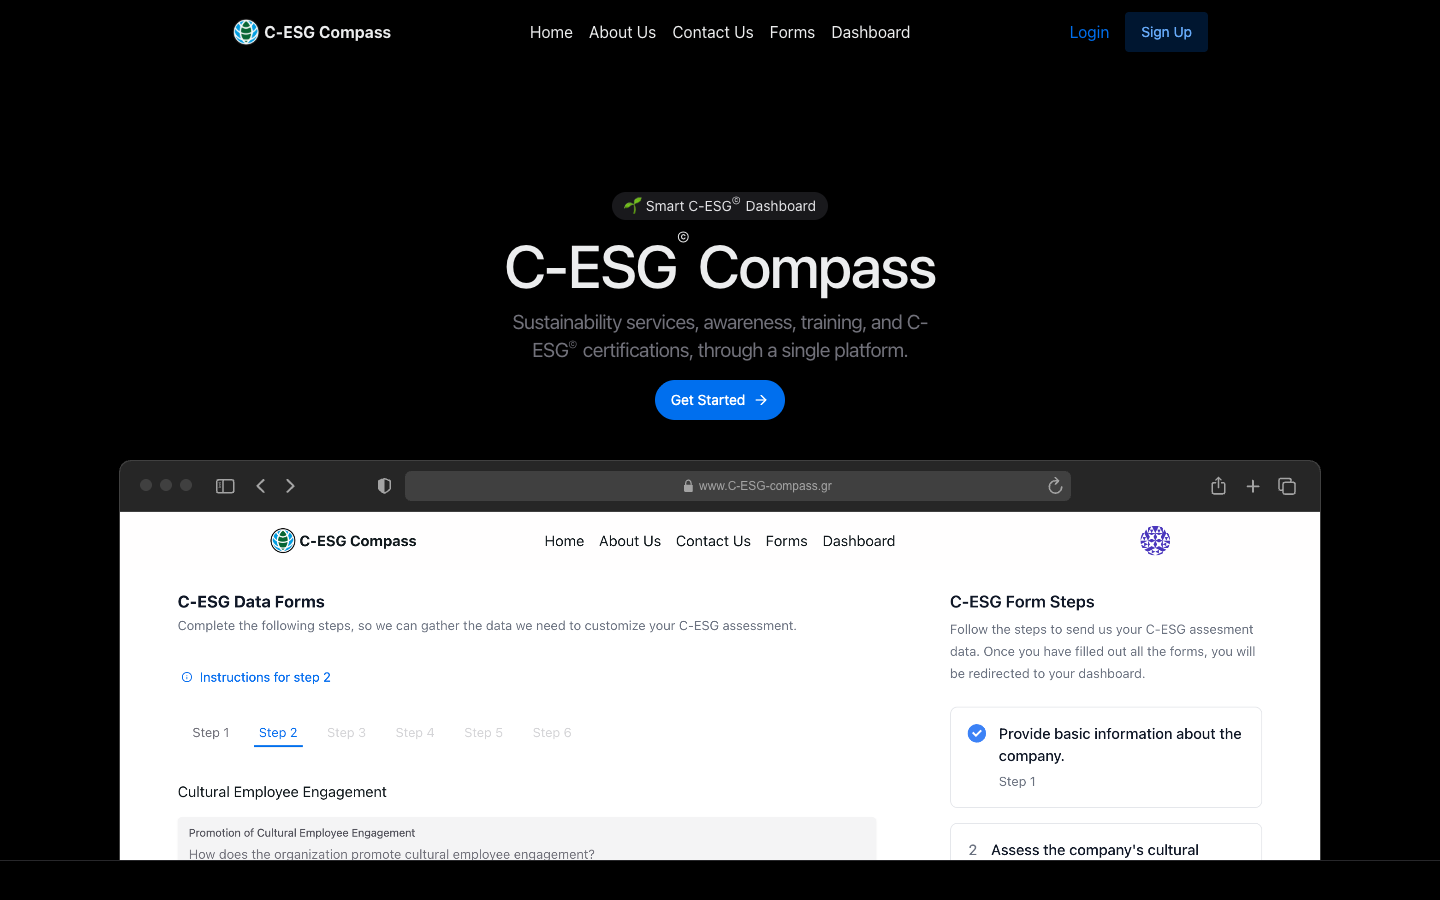 C-ESG Compass
Home About Us Contact Us Forms Dashboard
Login Sign Up
🌱 Smart C-ESG© Dashboard
C-ESG© Compass
Sustainability services, awareness, training, and C-
ESG© certifications, through a single platform.
Get Started →
www.C-ESG-compass.gr
C-ESG Compass
Home About Us Contact Us Forms Dashboard
C-ESG Data Forms
Complete the following steps, so we can gather the data we need to customize your C-ESG assessment.
Instructions for step 2
Step 1 Step 2 Step 3 Step 4 Step 5 Step 6
Cultural Employee Engagement
Promotion of Cultural Employee Engagement
How does the organization promote cultural employee engagement?
C-ESG Form Steps
Follow the steps to send us your C-ESG assesment
data. Once you have filled out all the forms, you will
be redirected to your dashboard.
Provide basic information about the
company.
Step 1
2 Assess the company's cultural